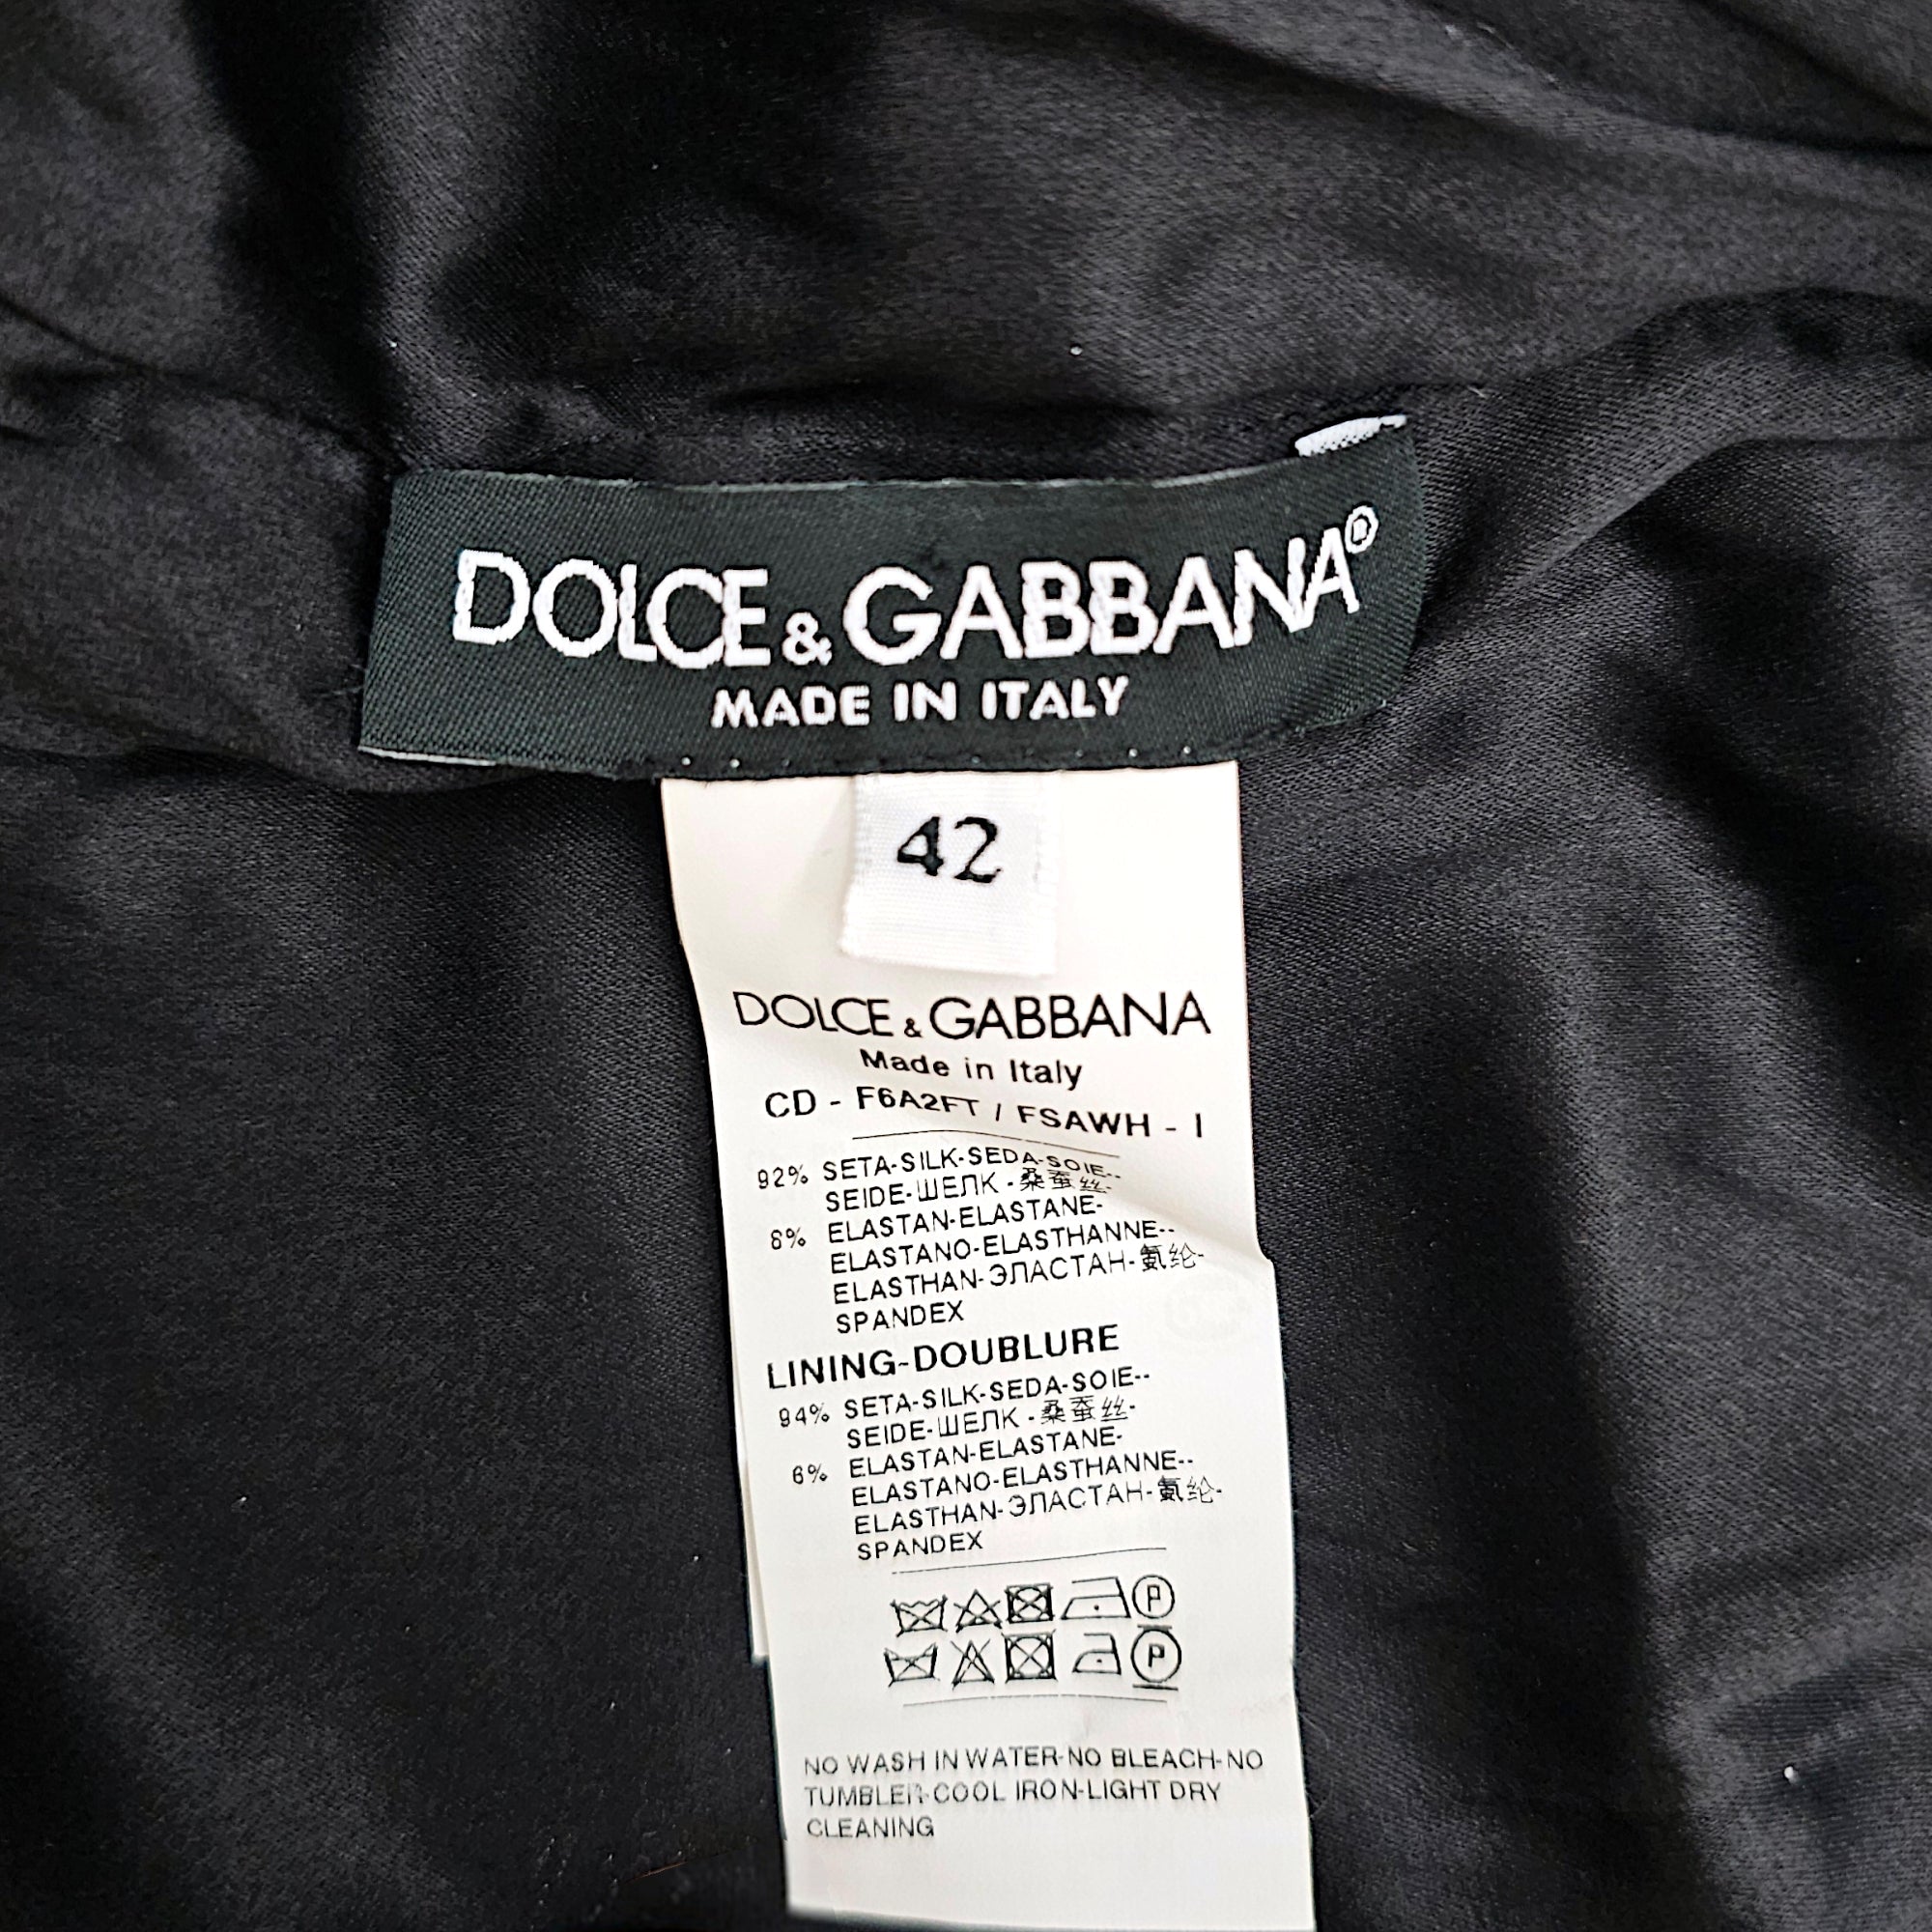 DOLCE & GABBANA®
MADE IN ITALY
42
DOLCE & GABBANA
Made in Italy
CD - F6A2FT / FSAWH - I
92% SETA-SILK-SEDA-SOIE--
SEIDE-ШЕЛК -桑蚕丝-
8% ELASTAN-ELASTANE-
ELASTANO-ELASTHANNE--
ELASTHAN-ЭЛАСТАН-氨纶-
SPANDEX
LINING-DOUBLURE
94% SETA-SILK-SEDA-SOIE--
SEIDE-ШЕЛК -桑蚕丝-
6% ELASTAN-ELASTANE-
ELASTANO-ELASTHANNE--
ELASTHAN-ЭЛАСТАН-氨纶-
SPANDEX
P
P
NO WASH IN WATER-NO BLEACH-NO
TUMBLER-COOL IRON-LIGHT DRY
CLEANING